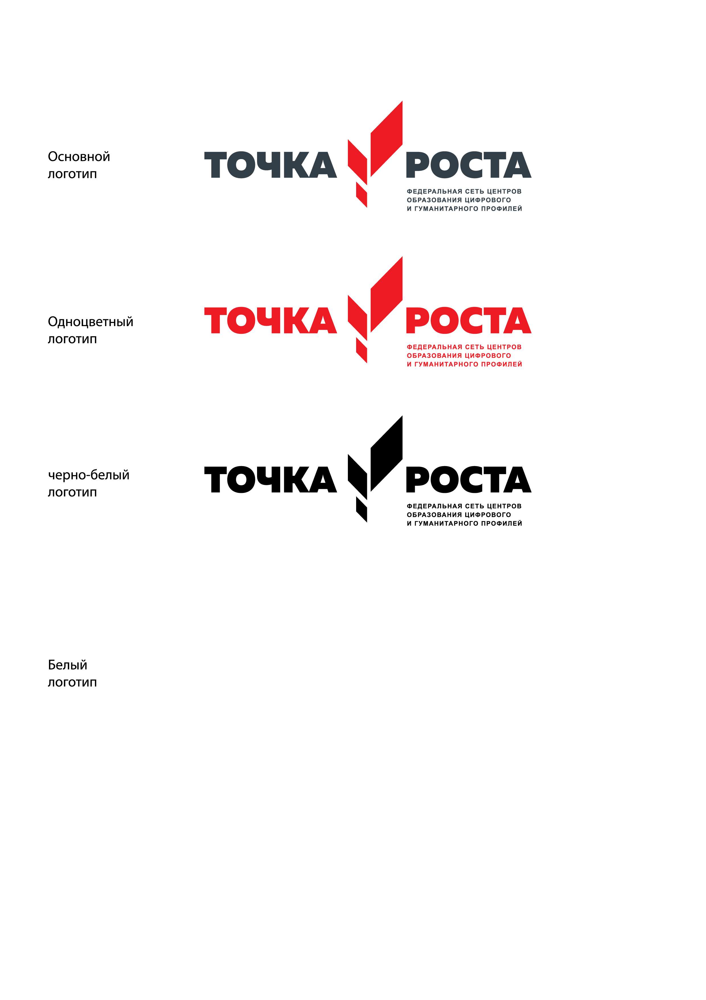 Основной
логотип
ТОЧКА РОСТА
ФЕДЕРАЛЬНАЯ СЕТЬ ЦЕНТРОВ
ОБРАЗОВАНИЯ ЦИФРОВОГО
И ГУМАНИТАРНОГО ПРОФИЛЕЙ
Одноцветный
логотип
ТОЧКА РОСТА
ФЕДЕРАЛЬНАЯ СЕТЬ ЦЕНТРОВ
ОБРАЗОВАНИЯ ЦИФРОВОГО
И ГУМАНИТАРНОГО ПРОФИЛЕЙ
черно-белый
логотип
ТОЧКА РОСТА
ФЕДЕРАЛЬНАЯ СЕТЬ ЦЕНТРОВ
ОБРАЗОВАНИЯ ЦИФРОВОГО
И ГУМАНИТАРНОГО ПРОФИЛЕЙ
Белый
логотип